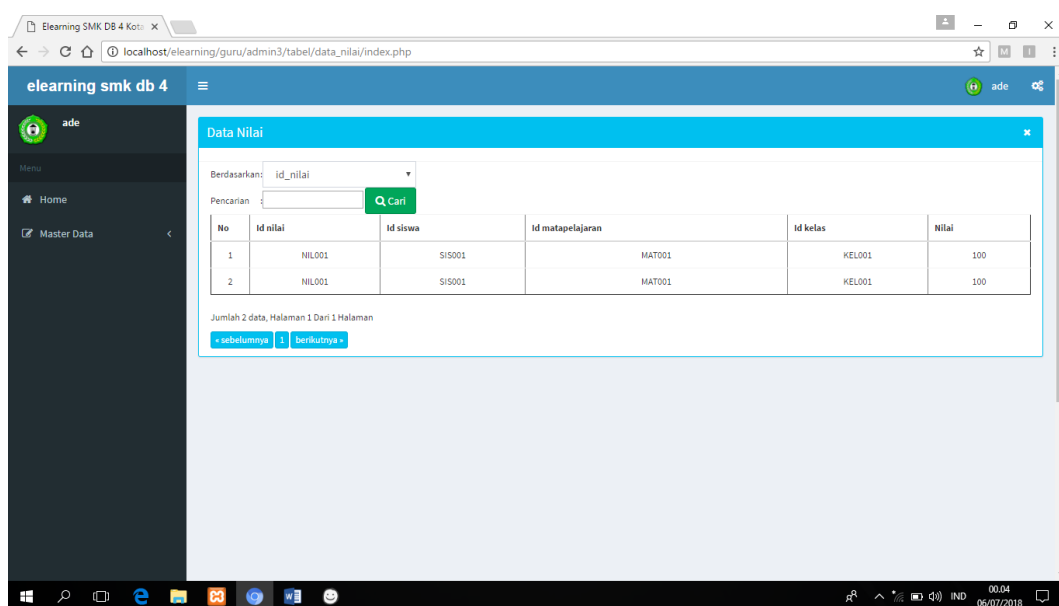 Elearning SMK DB 4 Kota
localhost/elearning/guru/admin3/tabel/data_nilai/index.php
M I
elearning smk db 4
ade
ade
Data Nilai
Menu
Berdasarkan: id_nilai
Home
Pencarian : Cari
Master Data
No Id nilai Id siswa Id matapelajaran Id kelas Nilai
1 NIL001 SIS001 MAT001 KEL001 100
2 NIL001 SIS001 MAT001 KEL001 100
Jumlah 2 data, Halaman 1 Dari 1 Halaman
« sebelumnya 1 berikutnya »
IND
00.04
06/07/2018